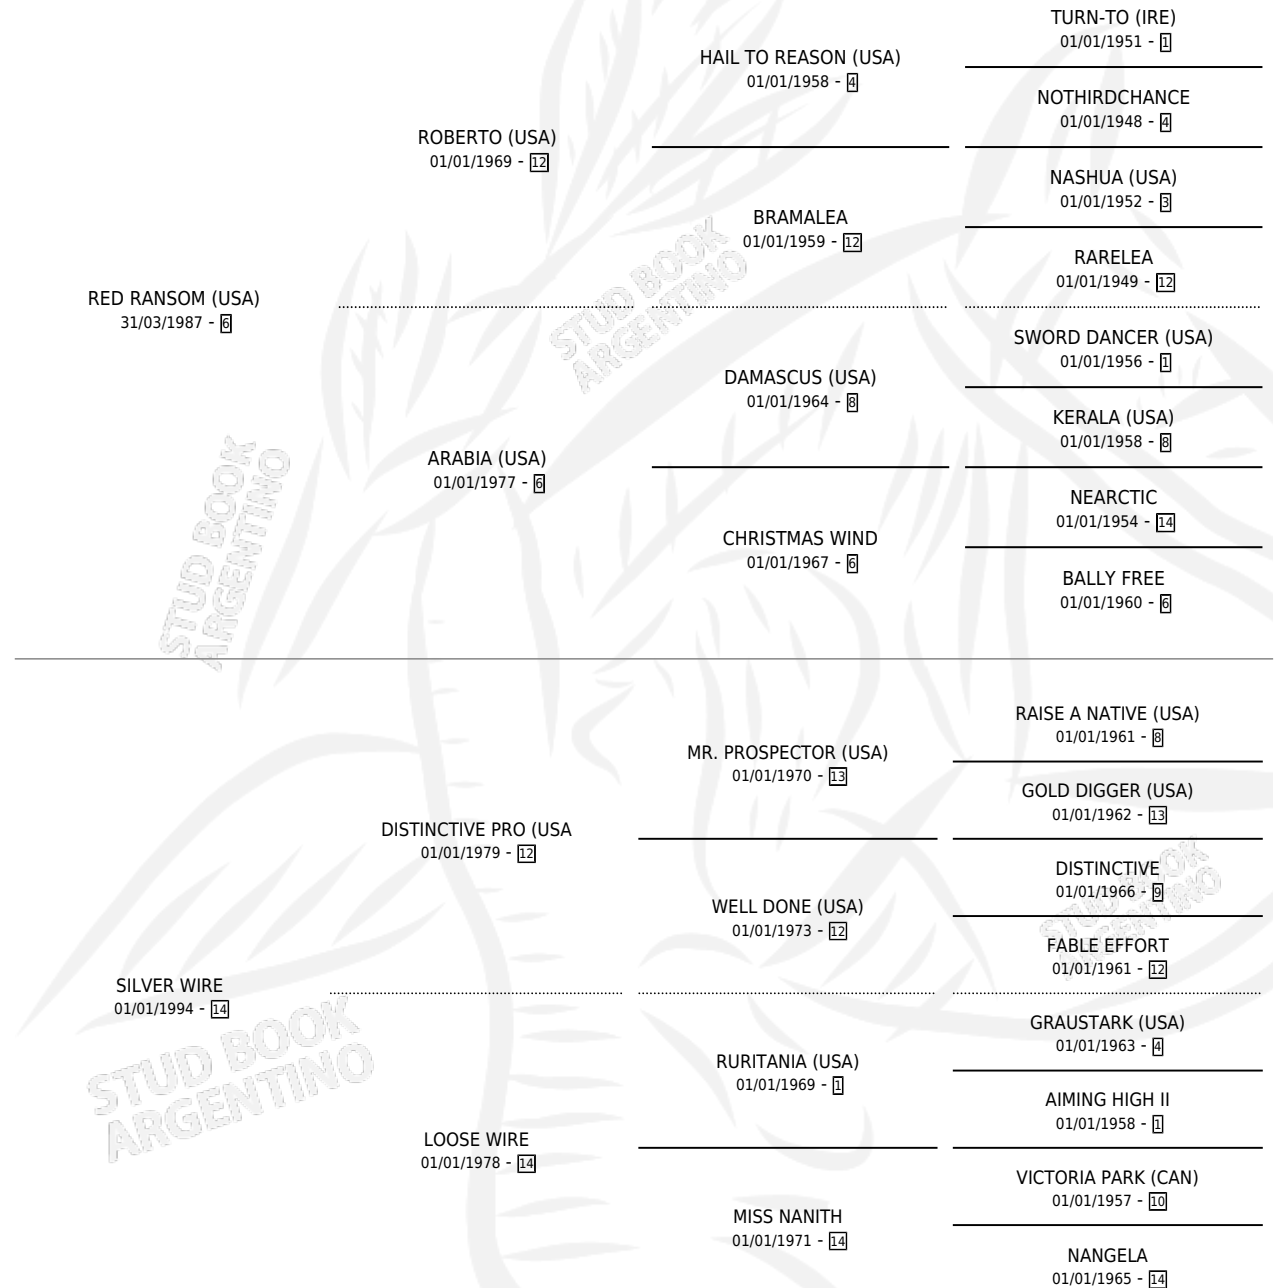 TURN-TO (IRE)
01/01/1951 - 1
HAIL TO REASON (USA)
01/01/1958 - 4
NOTHIRDCHANCE
01/01/1948 - 4
ROBERTO (USA)
01/01/1969 - 12
NASHUA (USA)
01/01/1952 - 3
BRAMALEA
01/01/1959 - 12
RARELEA
01/01/1949 - 12
RED RANSOM (USA)
31/03/1987 - 6
SWORD DANCER (USA)
01/01/1956 - 1
DAMASCUS (USA)
01/01/1964 - 8
KERALA (USA)
01/01/1958 - 8
ARABIA (USA)
01/01/1977 - 6
NEARCTIC
01/01/1954 - 14
CHRISTMAS WIND
01/01/1967 - 6
BALLY FREE
01/01/1960 - 6
RAISE A NATIVE (USA)
01/01/1961 - 8
MR. PROSPECTOR (USA)
01/01/1970 - 13
GOLD DIGGER (USA)
01/01/1962 - 13
DISTINCTIVE PRO (USA
01/01/1979 - 12
DISTINCTIVE
01/01/1966 - 9
WELL DONE (USA)
01/01/1973 - 12
FABLE EFFORT
01/01/1961 - 12
SILVER WIRE
01/01/1994 - 14
GRAUSTARK (USA)
01/01/1963 - 4
RURITANIA (USA)
01/01/1969 - 1
AIMING HIGH II
01/01/1958 - 1
LOOSE WIRE
01/01/1978 - 14
VICTORIA PARK (CAN)
01/01/1957 - 10
MISS NANITH
01/01/1971 - 14
NANGELA
01/01/1965 - 14
STUD BOOK
ARGENTINO
STUD BOOK
ARGENTINO
STUD BOOK
ARGENTINO
STUD BOOK
ARGENTINO